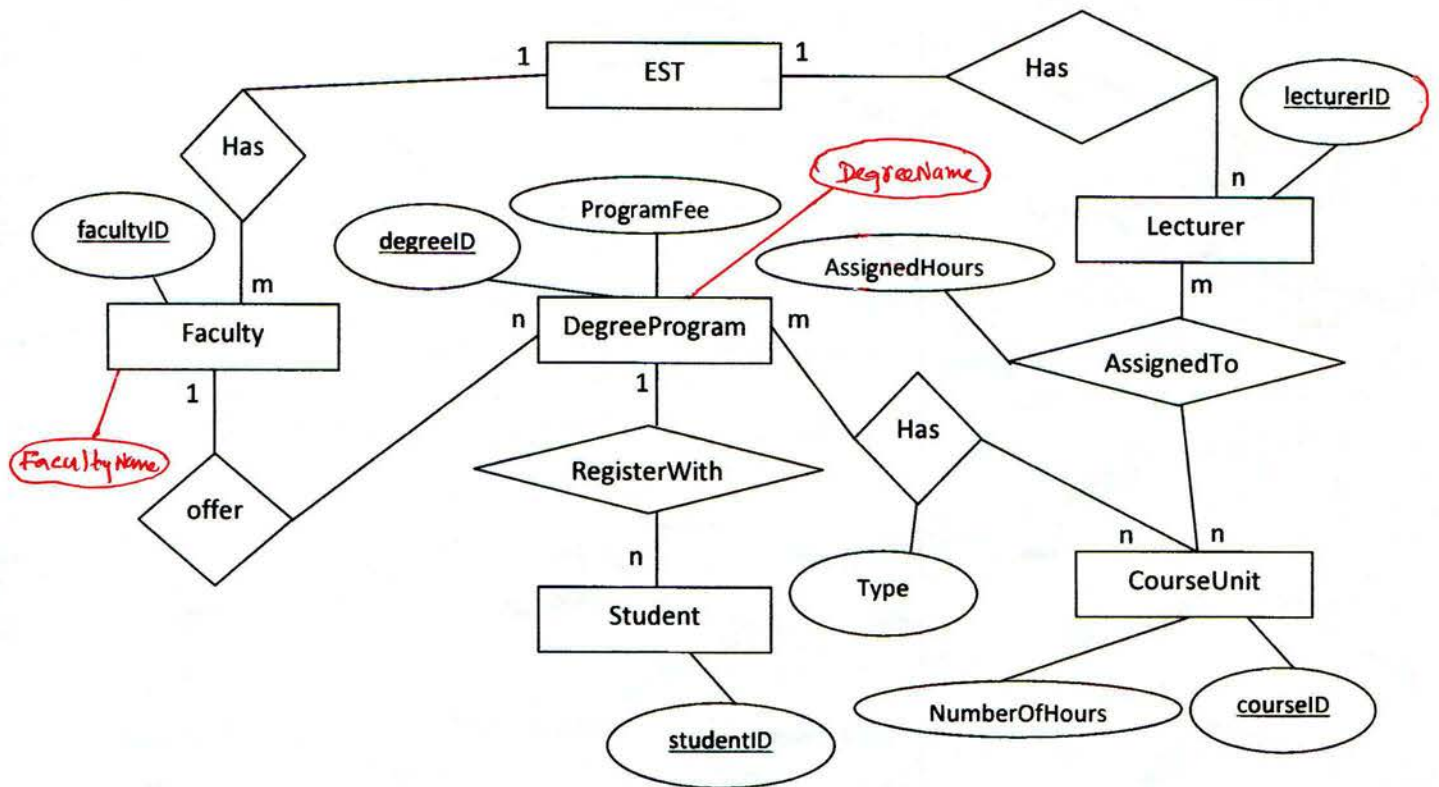 1
EST
1
Has
lecturerID
Has
DegreeName
n
ProgramFee
Lecturer
facultyID
degreeID
AssignedHours
m
m
n
DegreeProgram
m
Faculty
AssignedTo
1
1
Has
FacultyName
RegisterWith
offer
n
n
n
Type
CourseUnit
Student
NumberOfHours
courseID
studentID